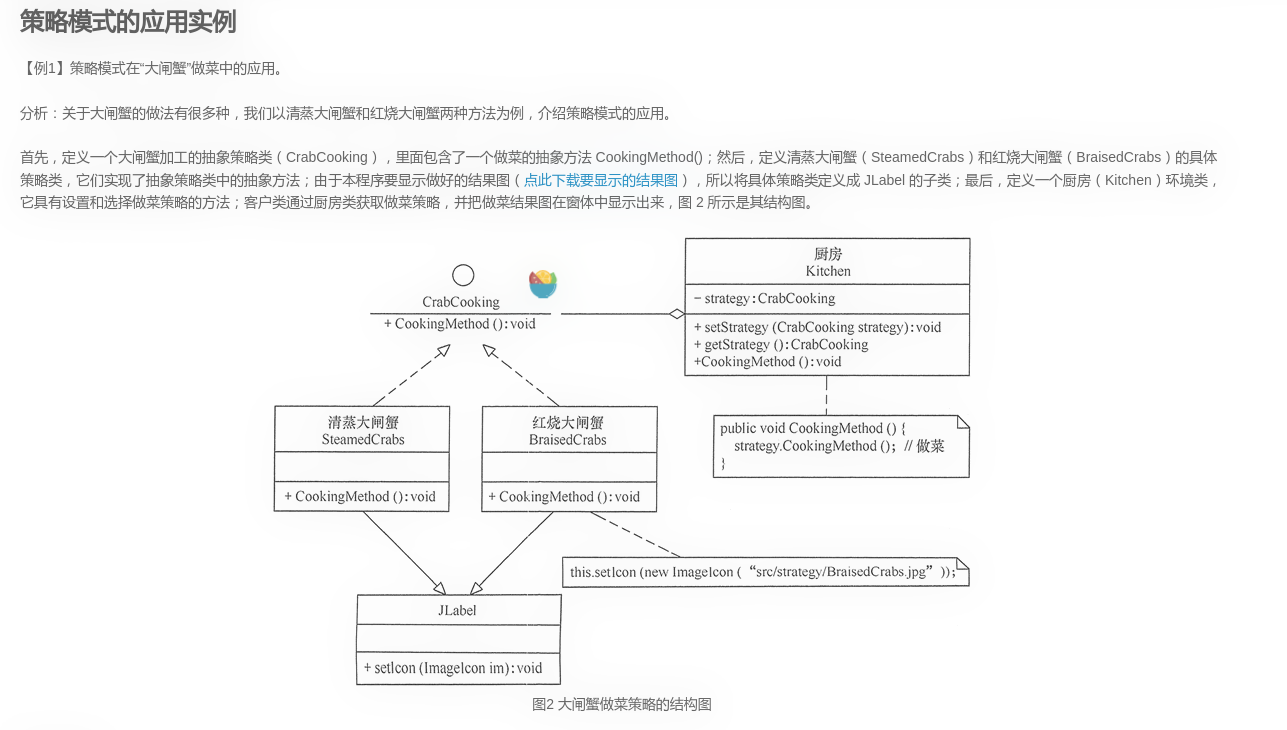 策略模式的应用实例
【例1】策略模式在“大闸蟹”做菜中的应用。
分析：关于大闸蟹的做法有很多种，我们以清蒸大闸蟹和红烧大闸蟹两种方法为例，介绍策略模式的应用。
首先，定义一个大闸蟹加工的抽象策略类（CrabCooking），里面包含了一个做菜的抽象方法 CookingMethod()；然后，定义清蒸大闸蟹（SteamedCrabs）和红烧大闸蟹（BraisedCrabs）的具体
策略类，它们实现了抽象策略类中的抽象方法；由于本程序要显示做好的结果图（点此下载要显示的结果图），所以将具体策略类定义成 JLabel 的子类；最后，定义一个厨房（Kitchen）环境类，
它具有设置和选择做菜策略的方法；客户类通过厨房类获取做菜策略，并把做菜结果图在窗体中显示出来，图 2 所示是其结构图。
厨房
Kitchen
- strategy:CrabCooking
+ setStrategy (CrabCooking strategy):void
+ getStrategy ():CrabCooking
+CookingMethod ():void
CrabCooking
+ CookingMethod ():void
清蒸大闸蟹
SteamedCrabs
+ CookingMethod ():void
红烧大闸蟹
BraisedCrabs
+ CookingMethod ():void
public void CookingMethod () {
strategy.CookingMethod (); // 做菜
}
this.setIcon (new ImageIcon (“src/strategy/BraisedCrabs.jpg”));
JLabel
+ setIcon (ImageIcon im):void
图2 大闸蟹做菜策略的结构图